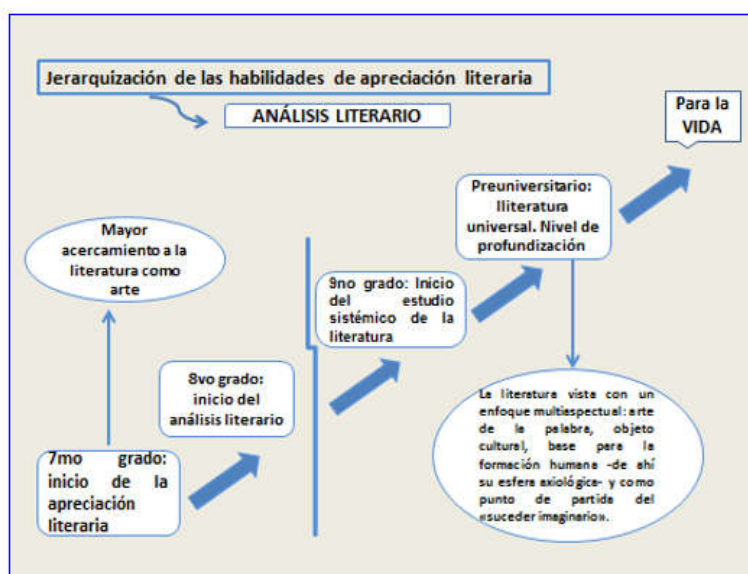 Jerarquización de las habilidades de apreciación literaria
ANÁLISIS LITERARIO
Para la
VIDA
Preuniversitario:
lliteratura
universal. Nivel de
profundización
Mayor
acercamiento a la
literatura como
arte
9no grado: Inicio
del estudio
sistémico de la
literatura
8vo grado:
inicio del
análisis literario
7mo grado:
inicio de la
apreciación
literaria
La literatura vista con un
enfoque multiaspectual: arte
de la palabra, objeto
cultural, base para la
formación humana -de ahí
su esfera axiológica- y como
punto de partida del
«suceder imaginario».